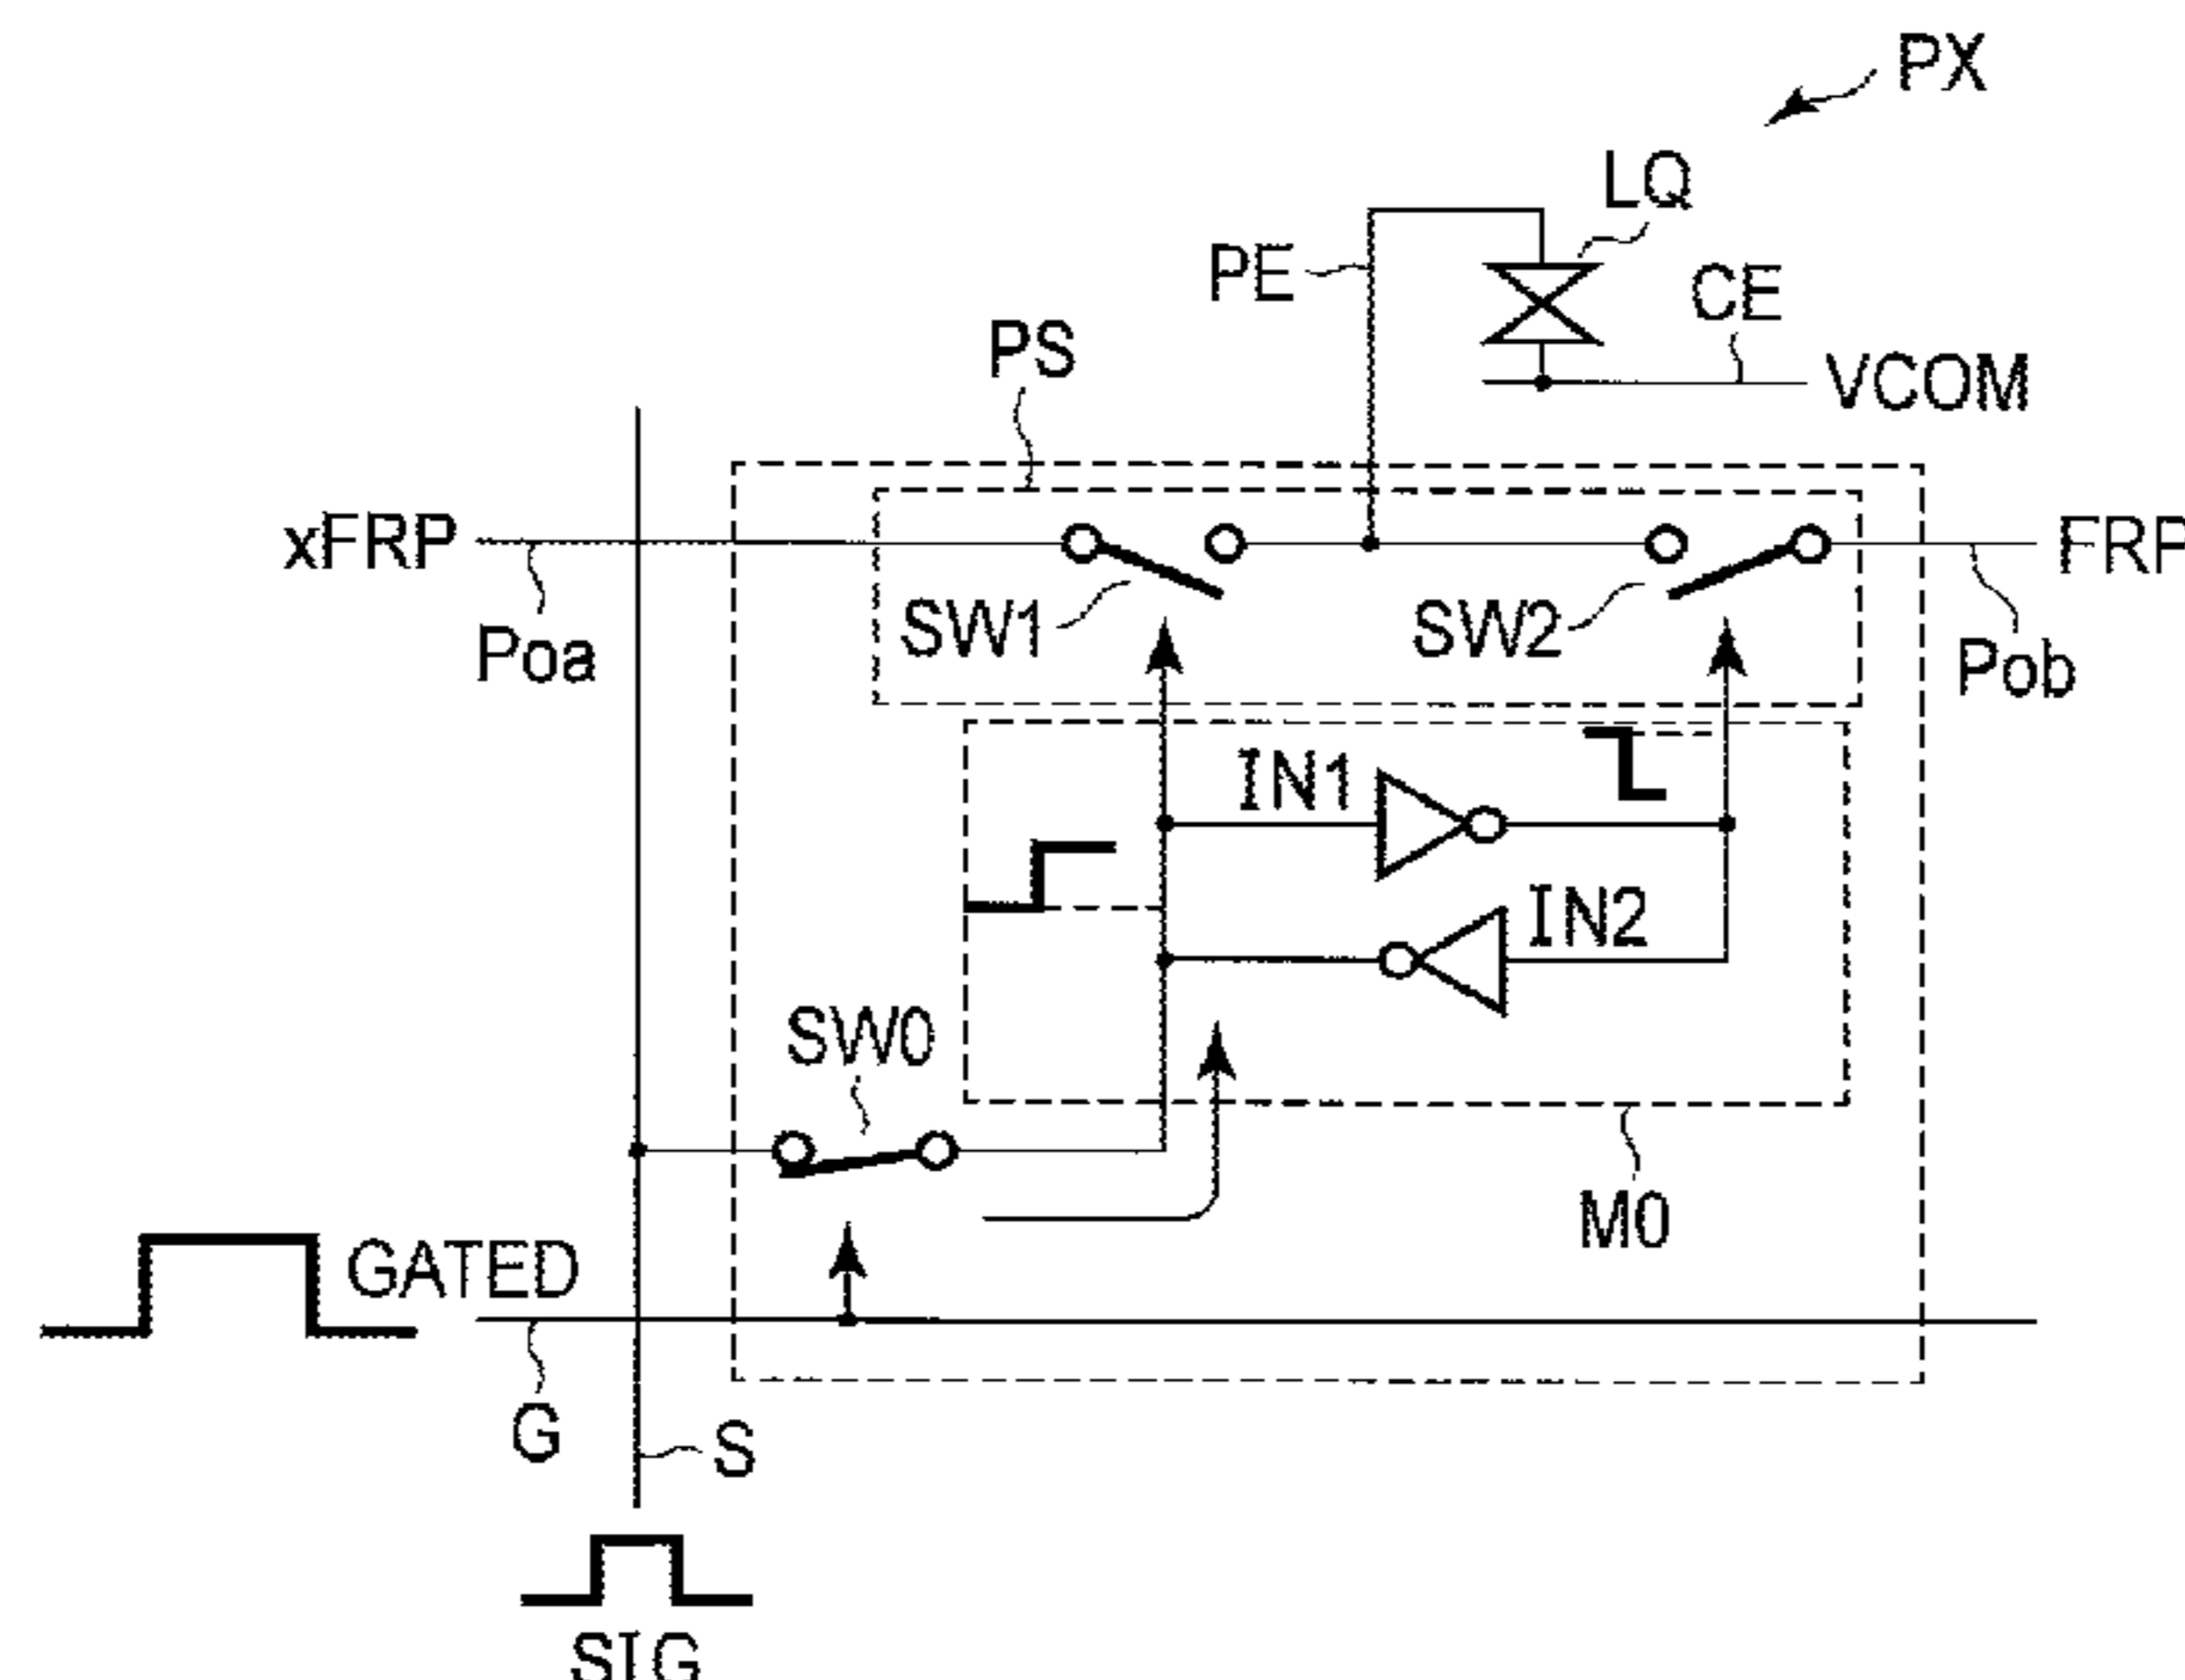 PX
LQ
PE
CE
PS
VCOM
xFRP
FRP
SW1
SW2
Poa
Pob
IN1
IN2
SW0
M0
GATED
G
S
SIG